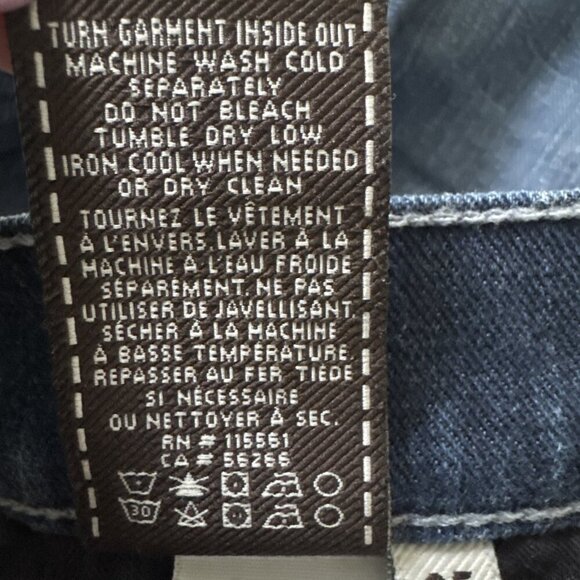 TURN GARMENT INSIDE OUT
MACHINE WASH COLD
SEPARATELY
DO NOT BLEACH
TUMBLE DRY LOW
IRON COOL WHEN NEEDED
OR DRY CLEAN
TOURNEZ LE VÊTEMENT
À L'ENVERS. LAVER À LA
MACHINE À L'EAU FROIDE
SÉPARÉMENT. NE PAS
UTILISER DE JAVELLISANT.
SÉCHER À LA MACHINE
À BASSE TEMPÉRATURE.
REPASSER AU FER TIÈDE
SI NÉCESSAIRE
OU NETTOYER À SEC.
RN # 115561
CA # 56266
30